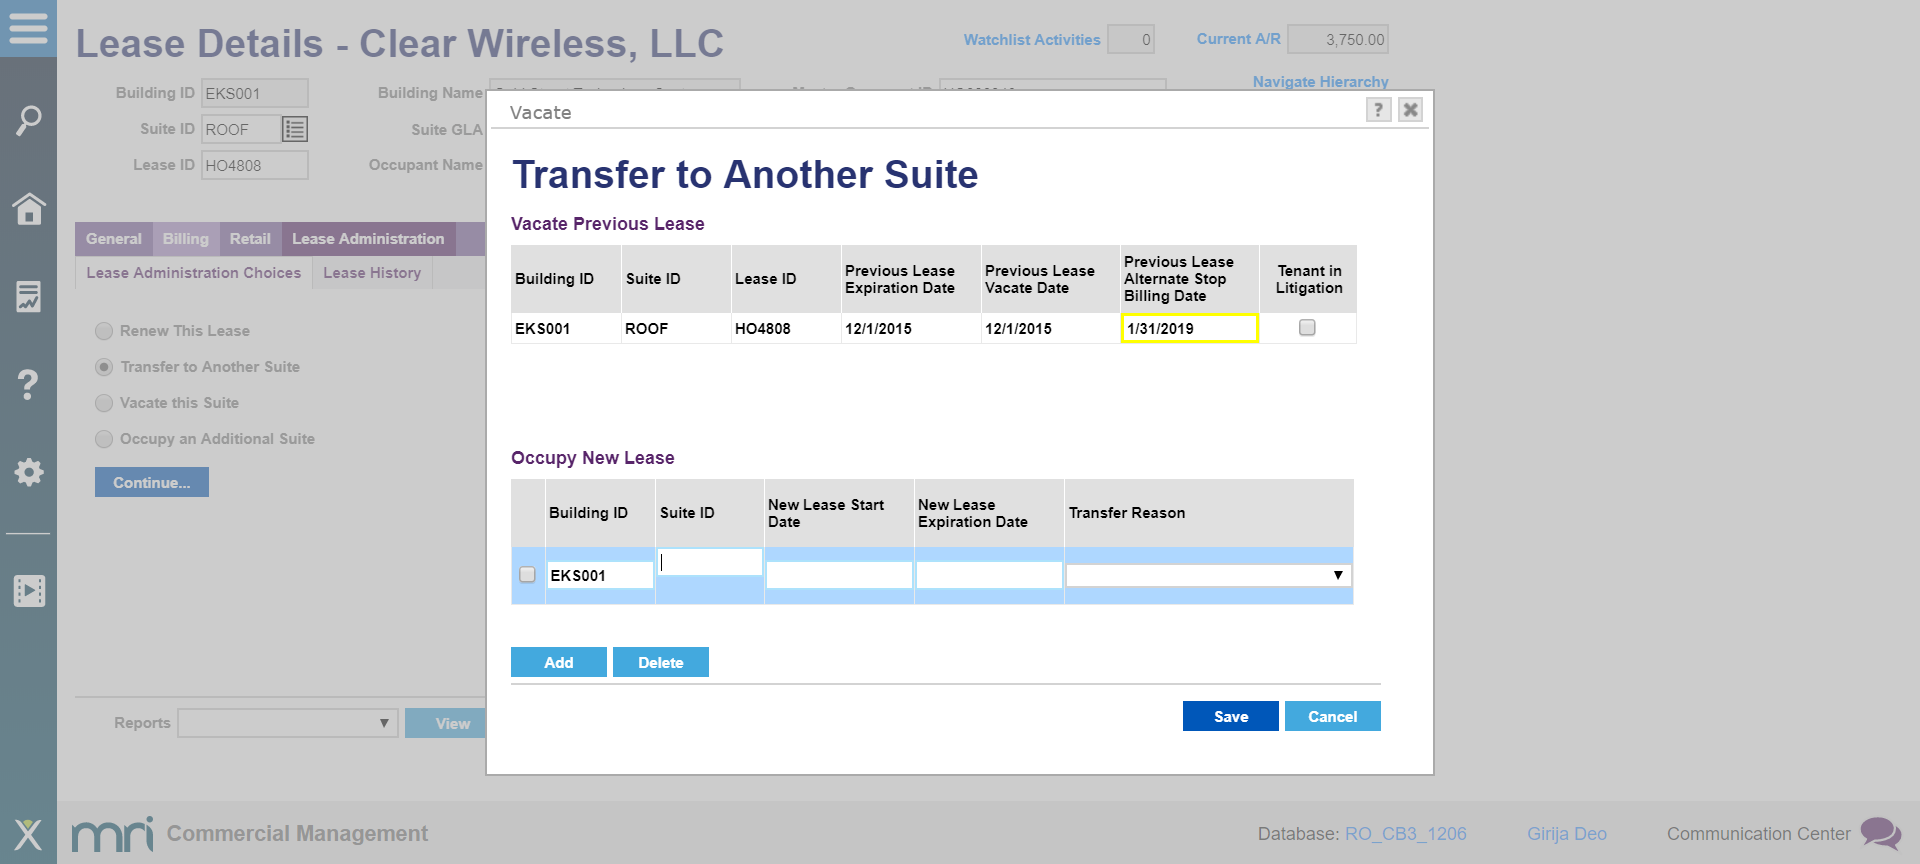 Lease Details - Clear Wireless, LLC
Watchlist Activities 0
Current A/R 3,750.00
Navigate Hierarchy
Building ID EKS001
Building Name
Suite ID ROOF
Suite GLA
Lease ID HO4808
Occupant Name
General Billing Retail Lease Administration
Lease Administration Choices Lease History
Renew This Lease
Transfer to Another Suite
Vacate this Suite
Occupy an Additional Suite
Continue...
Reports
View
Vacate
?
Transfer to Another Suite
Vacate Previous Lease
Building ID
Suite ID
Lease ID
Previous Lease
Expiration Date
Previous Lease
Vacate Date
Previous Lease
Alternate Stop
Billing Date
Tenant in
Litigation
EKS001 ROOF HO4808 12/1/2015 12/1/2015 1/31/2019
Occupy New Lease
Building ID
Suite ID
New Lease Start
Date
New Lease
Expiration Date
Transfer Reason
EKS001
Add Delete
Save Cancel
mri Commercial Management
Database: RO_CB3_1206
Girija Deo
Communication Center